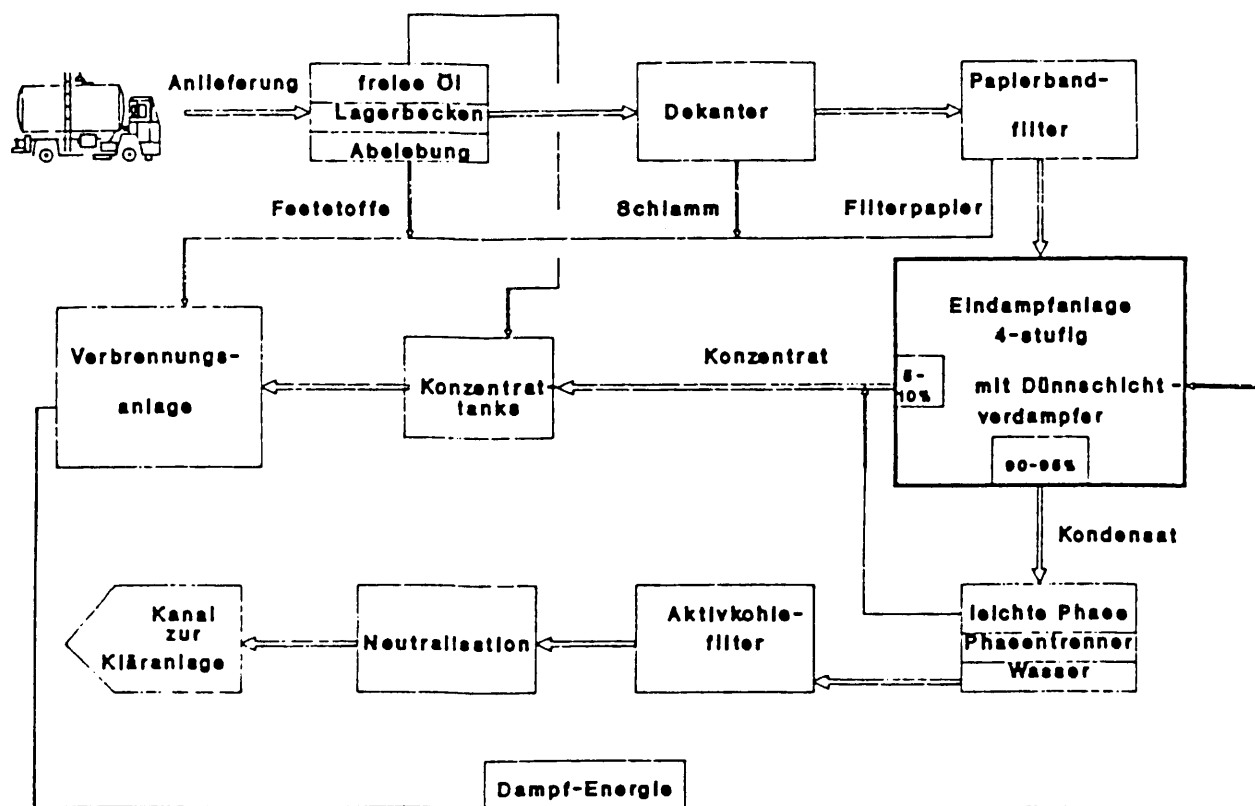 Anlieferung
freies Öl
Lagerbecken
Absiebung
Dekanter
Papierband-
filter
Feststoffe
Schlamm
Filterpapier
Verbrennungs-
anlage
Konzentrat-
tanks
Konzentrat
5-
10%
Eindampfanlage
4-stufig
mit Dünnschicht-
verdampfer
90-95%
Kondensat
Kanal
zur
Kläranlage
Neutralisation
Aktivkohle-
filter
leichte Phase
Phasentrenner
Wasser
Dampf-Energie